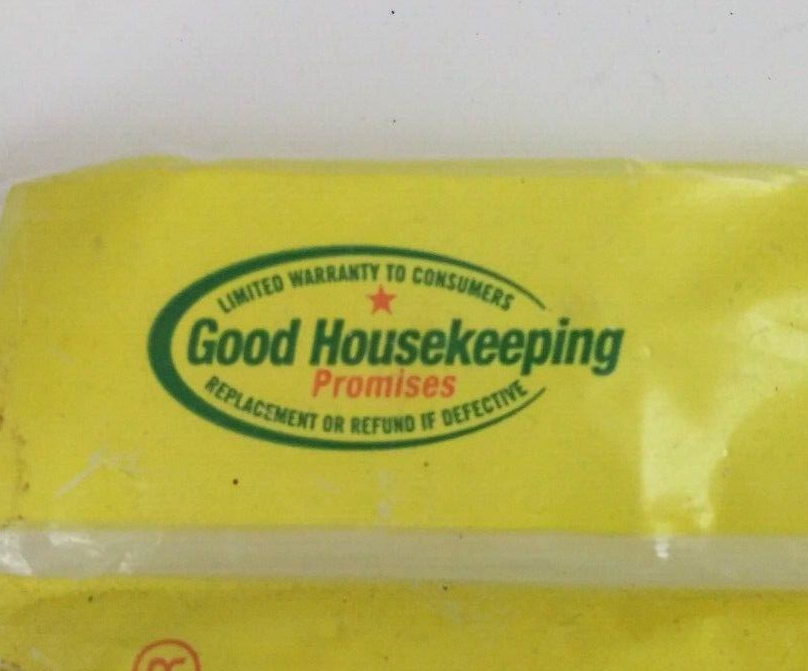 LIMITED WARRANTY TO CONSUMERS
Good Housekeeping
Promises
REPLACEMENT OR REFUND IF DEFECTIVE